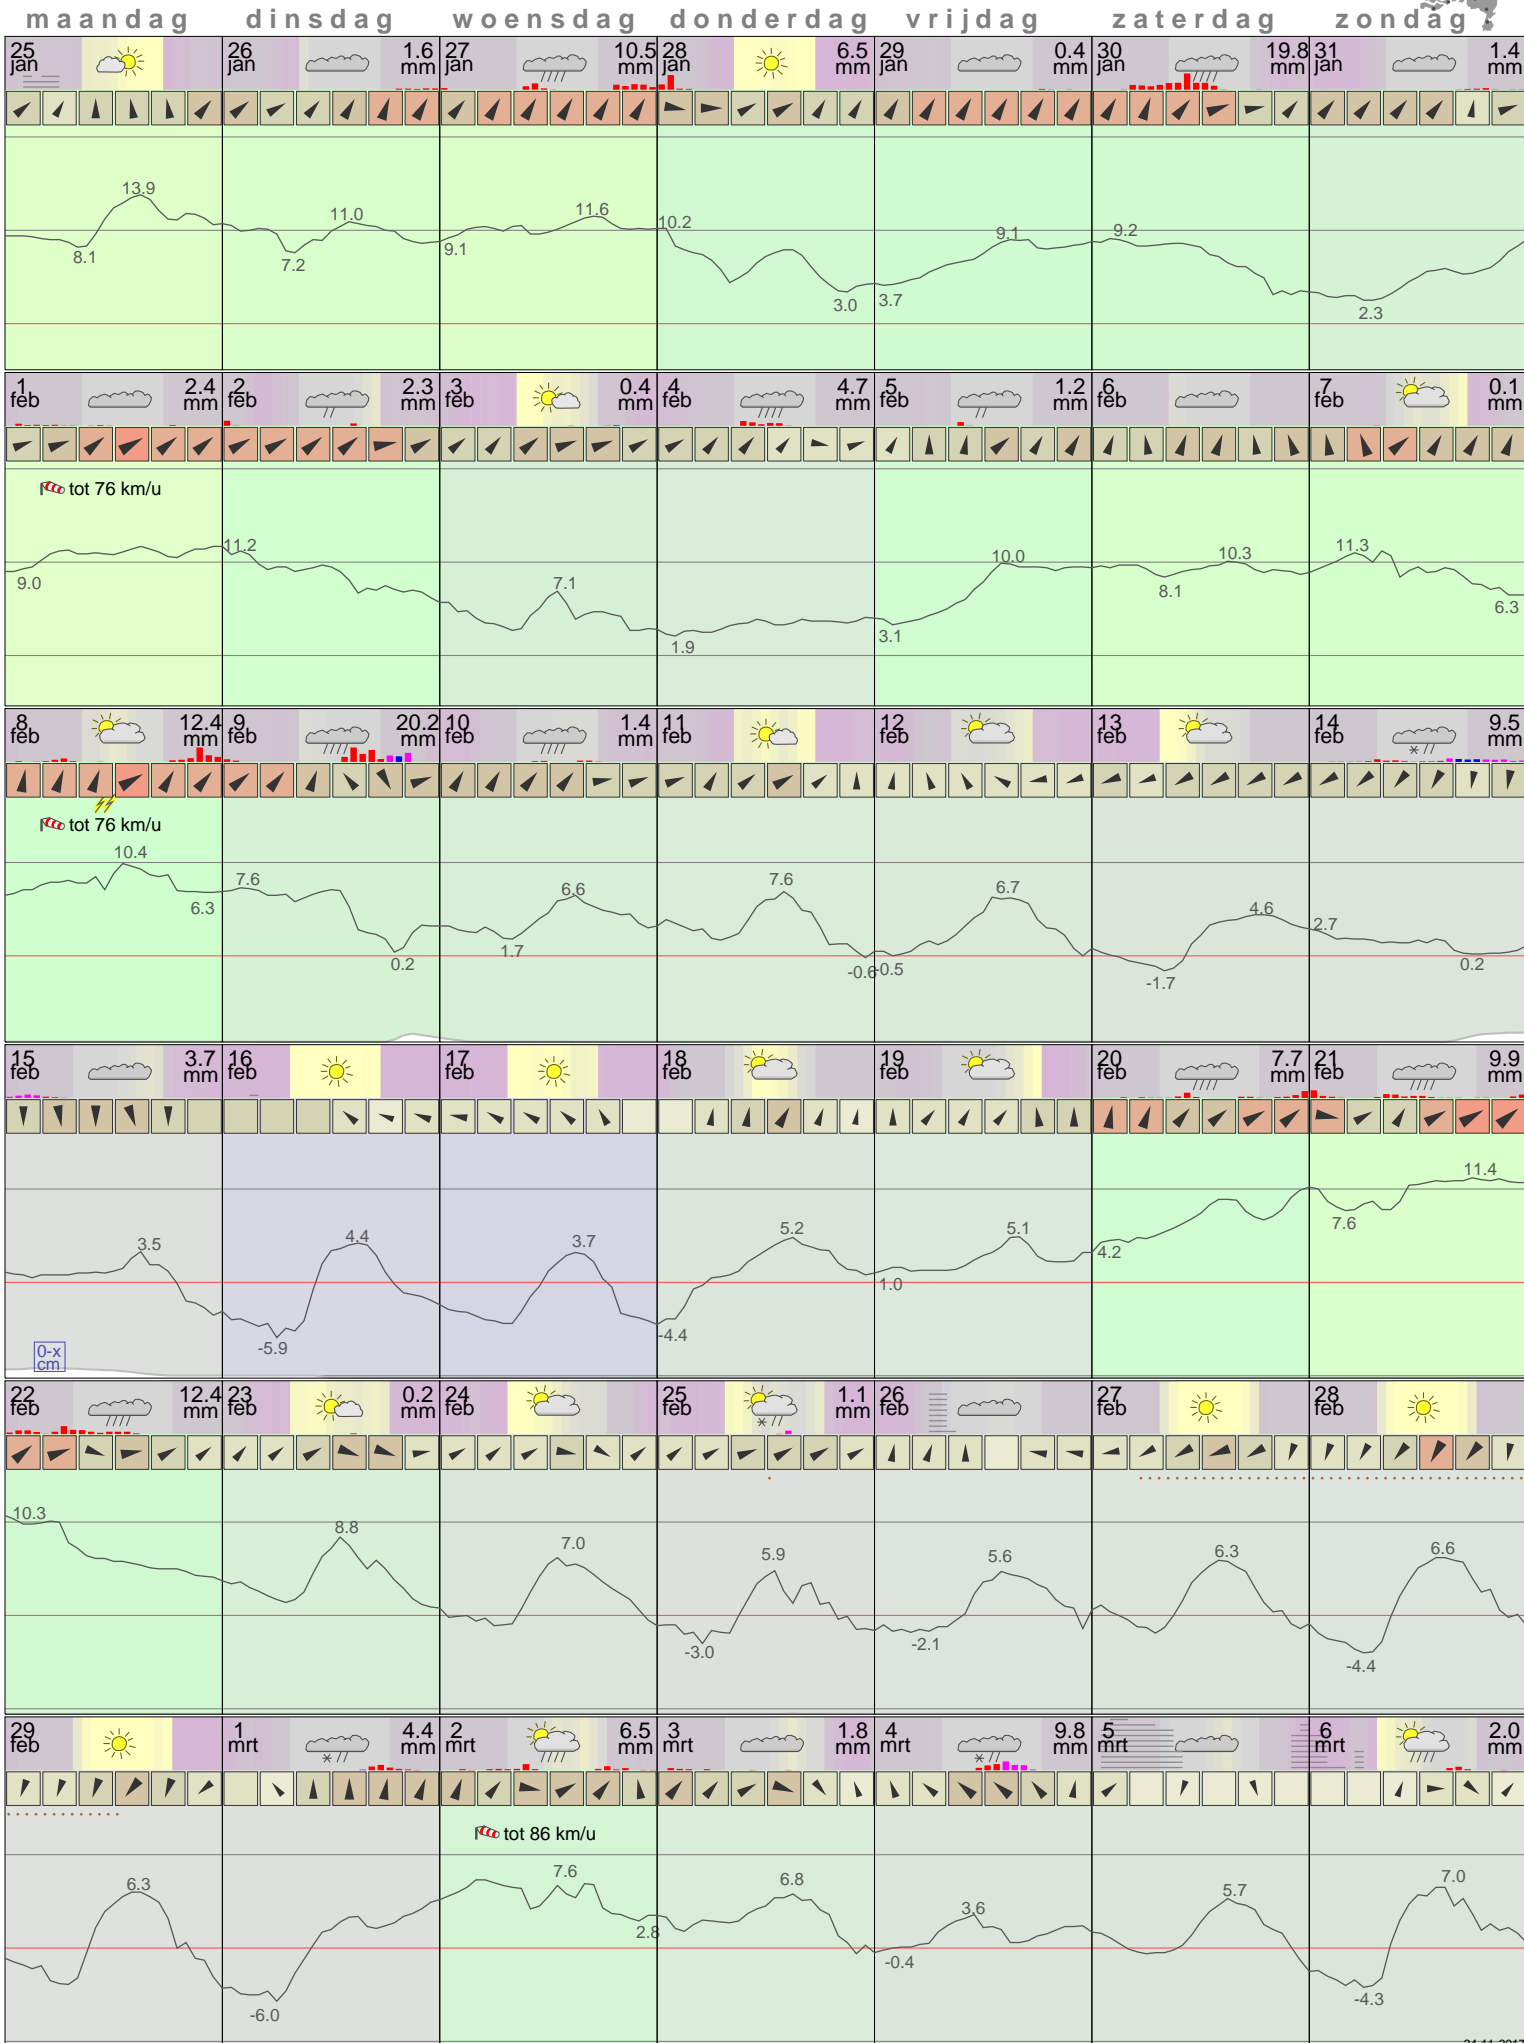 maandag dinsdag woensdag donderdag vrijdag zaterdag zondag
25 jan
26 jan 1.6 mm
27 jan 10.5 mm
28 jan 6.5 mm
29 jan 0.4 mm
30 jan 19.8 mm
31 jan 1.4 mm
13.9 8.1 11.0 7.2 9.1 11.6 10.2 3.0 3.7 9.1 9.2 2.3
1 feb 2.4 mm
2 feb 2.3 mm
3 feb 0.4 mm
4 feb 4.7 mm
5 feb 1.2 mm
6 feb
7 feb 0.1 mm
tot 76 km/u
9.0 11.2 7.1 1.9 3.1 10.0 8.1 10.3 11.3 6.3
8 feb 12.4 mm
9 feb 20.2 mm
10 feb 1.4 mm
11 feb
12 feb
13 feb
14 feb 9.5 mm
tot 76 km/u
10.4 6.3 7.6 0.2 1.7 6.6 7.6 -0.6 -0.5 6.7 -1.7 4.6 2.7 0.2
15 feb 3.7 mm
16 feb
17 feb
18 feb
19 feb
20 feb 7.7 mm
21 feb 9.9 mm
3.5 -5.9 4.4 3.7 -4.4 5.2 1.0 5.1 4.2 7.6 11.4
0-x
cm
22 feb 12.4 mm
23 feb 0.2 mm
24 feb
25 feb 1.1 mm
26 feb
27 feb
28 feb
10.3 8.8 7.0 -3.0 5.9 -2.1 5.6 6.3 -4.4 6.6
29 feb
1 mrt 4.4 mm
2 mrt 6.5 mm
3 mrt 1.8 mm
4 mrt 9.8 mm
5 mrt
6 mrt 2.0 mm
tot 86 km/u
6.3 -6.0 7.6 2.8 6.8 -0.4 3.6 5.7 -4.3 7.0